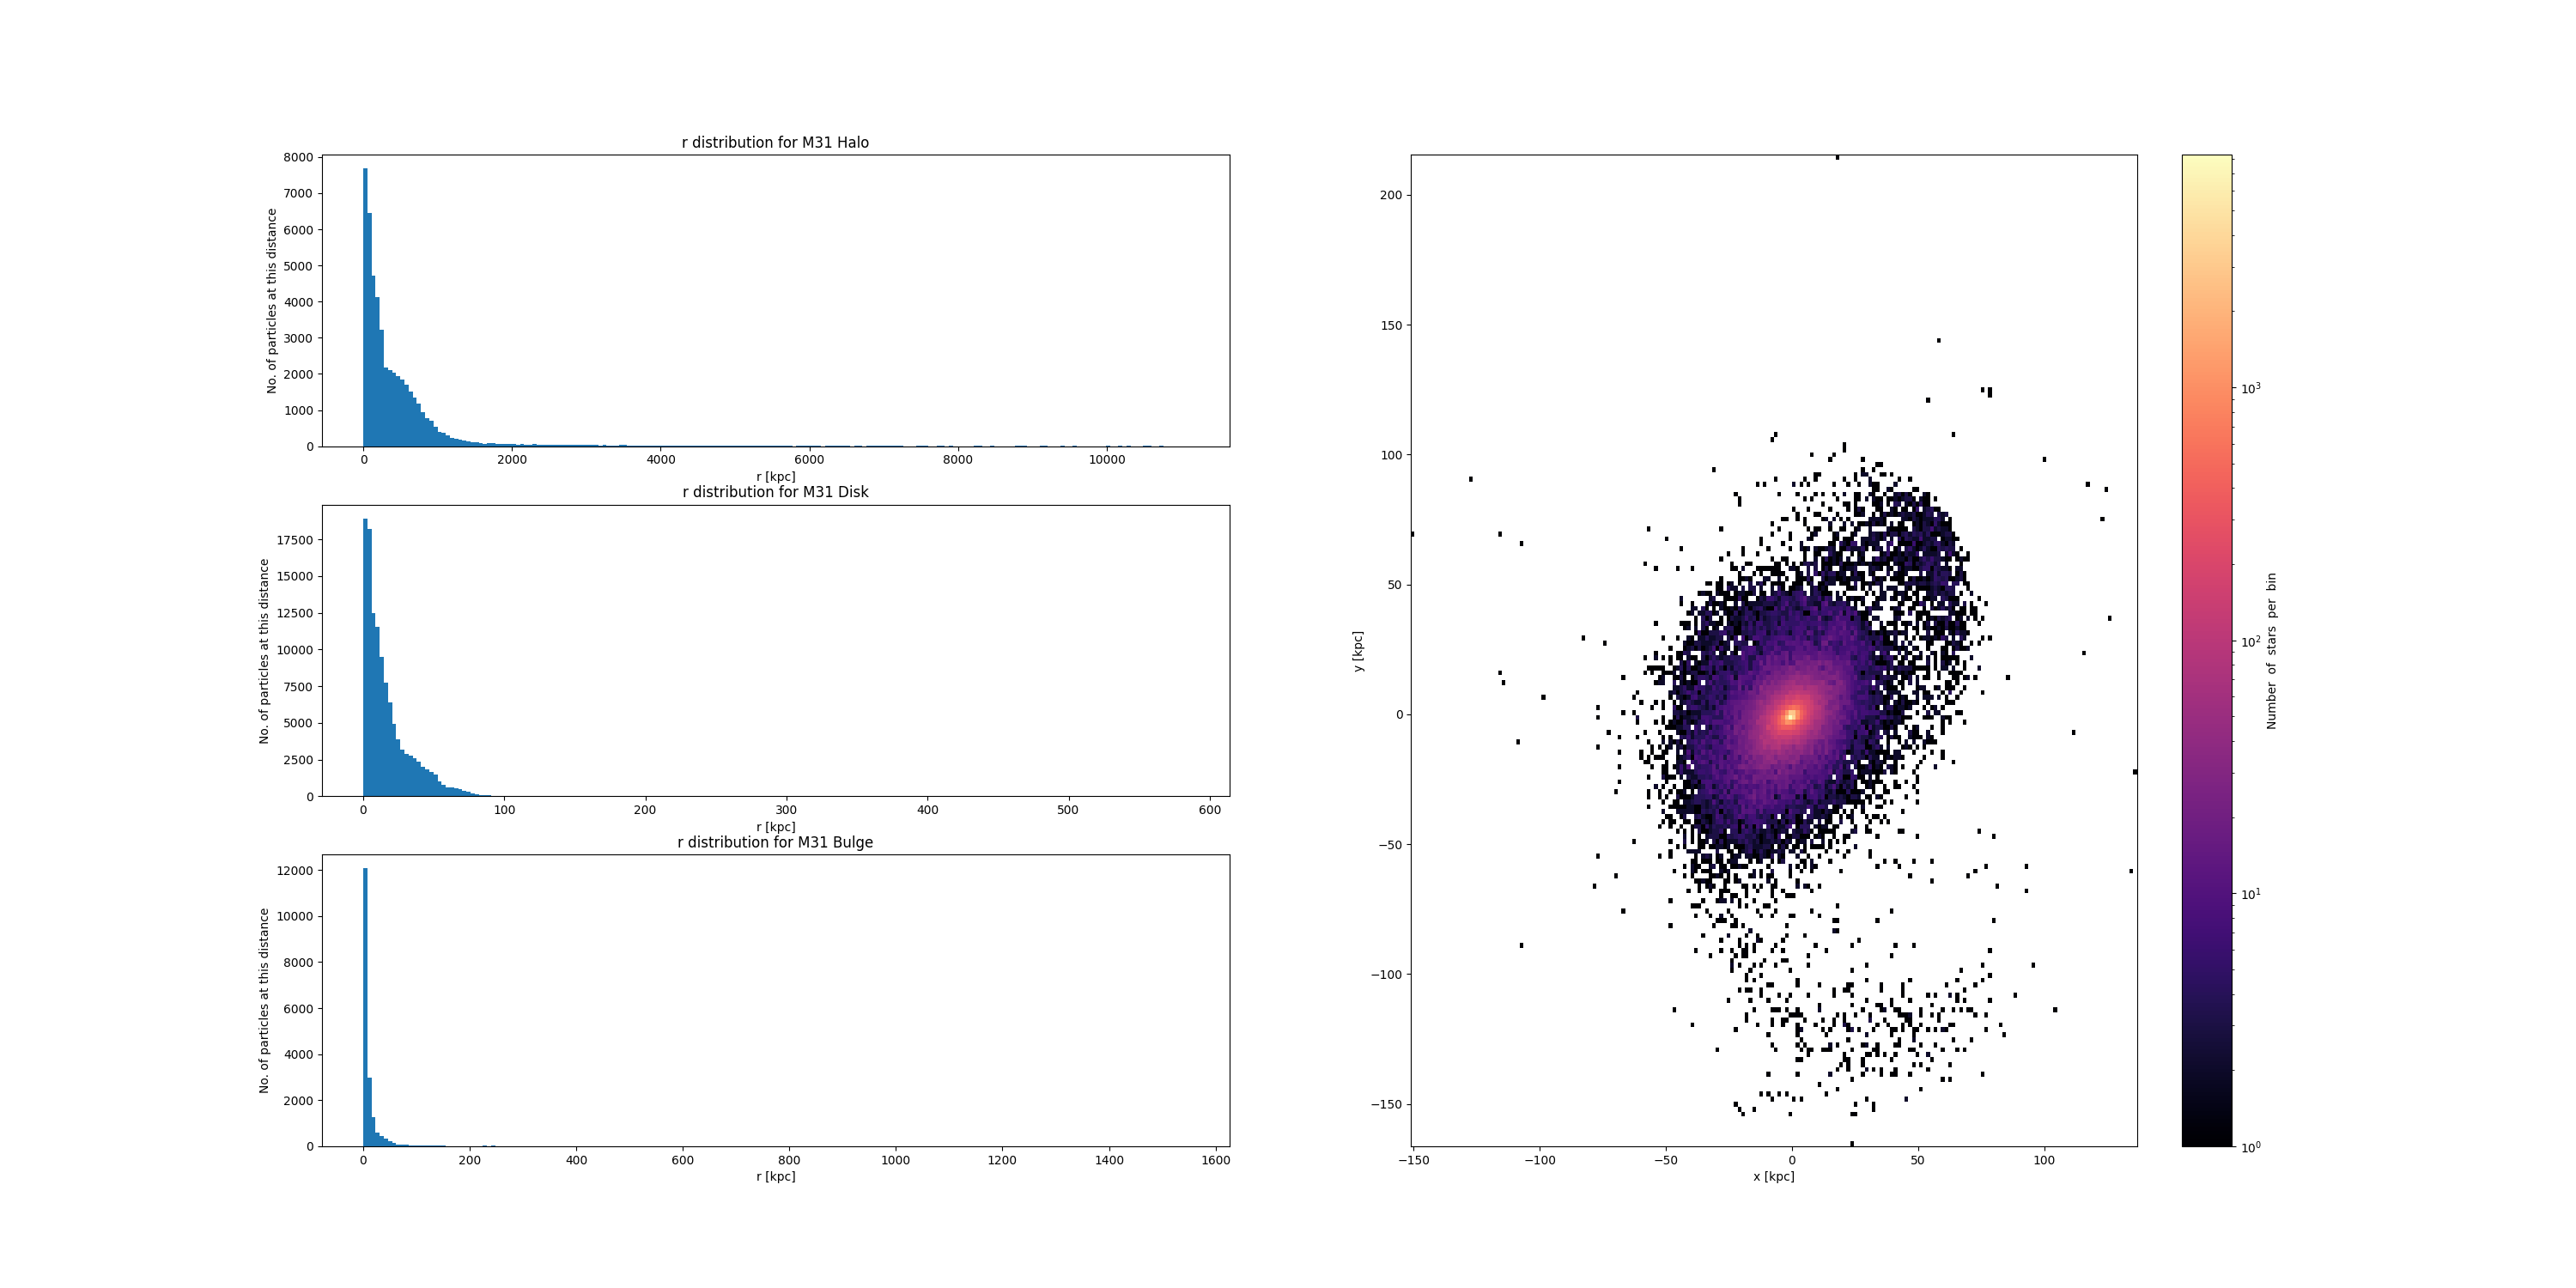 r distribution for M31 Halo
8000
7000
6000
5000
4000
3000
2000
1000
0
No. of particles at this distance
0 2000 4000 6000 8000 10000
r [kpc]
r distribution for M31 Disk
17500
15000
12500
10000
7500
5000
2500
0
No. of particles at this distance
0 100 200 300 400 500 600
r [kpc]
r distribution for M31 Bulge
12000
10000
8000
6000
4000
2000
0
No. of particles at this distance
0 200 400 600 800 1000 1200 1400 1600
r [kpc]
200
150
100
50
0
−50
−100
−150
y [kpc]
−150 −100 −50 0 50 100
x [kpc]
10³
10²
10¹
10⁰
Number of stars per bin